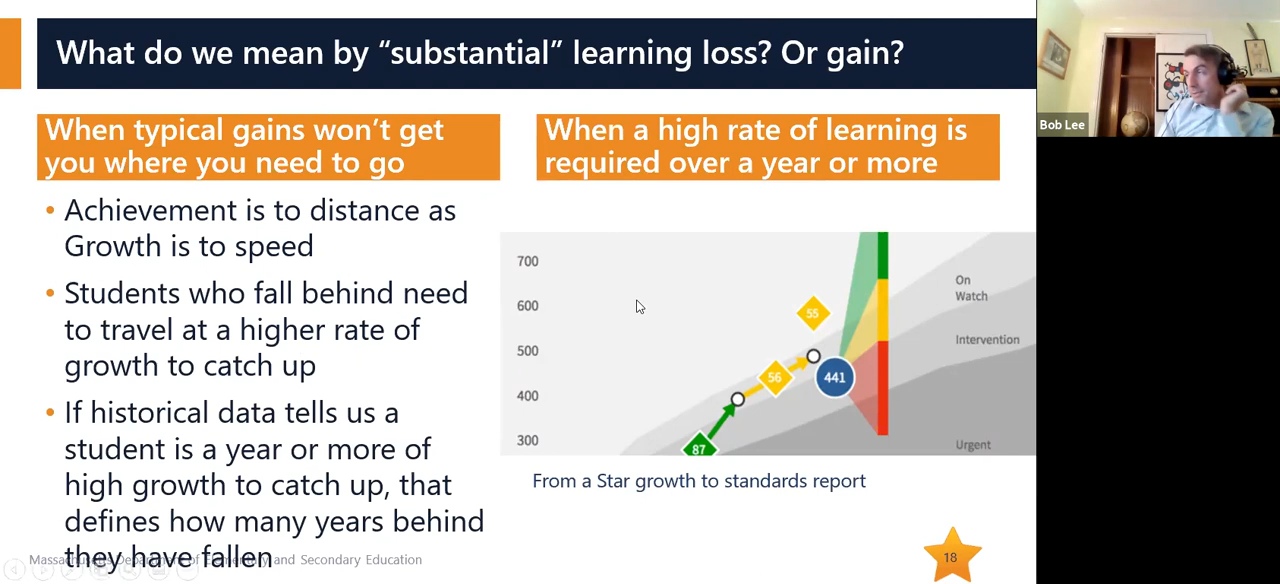 What do we mean by “substantial” learning loss? Or gain?
When typical gains won’t get
you where you need to go
• Achievement is to distance as
Growth is to speed
• Students who fall behind need
to travel at a higher rate of
growth to catch up
• If historical data tells us a
student is a year or more of
high growth to catch up, that
defines how many years behind
they have fallen
When a high rate of learning is
required over a year or more
700
600
500
400
300
87
56
55
441
On
Watch
Intervention
Urgent
From a Star growth to standards report
Massachusetts Department of Elementary and Secondary Education
18
Bob Lee